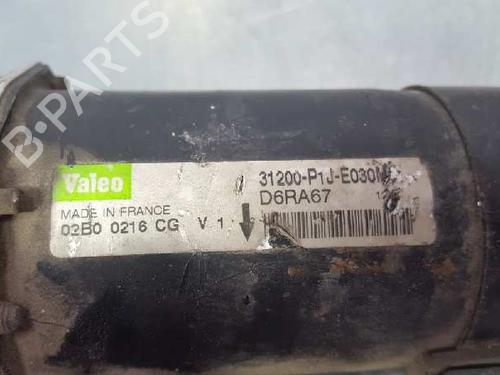 B-PARTS
Valeo
31200-P1J-E030M
D6RA67
MADE IN FRANCE
02B0 0216 CG V 1